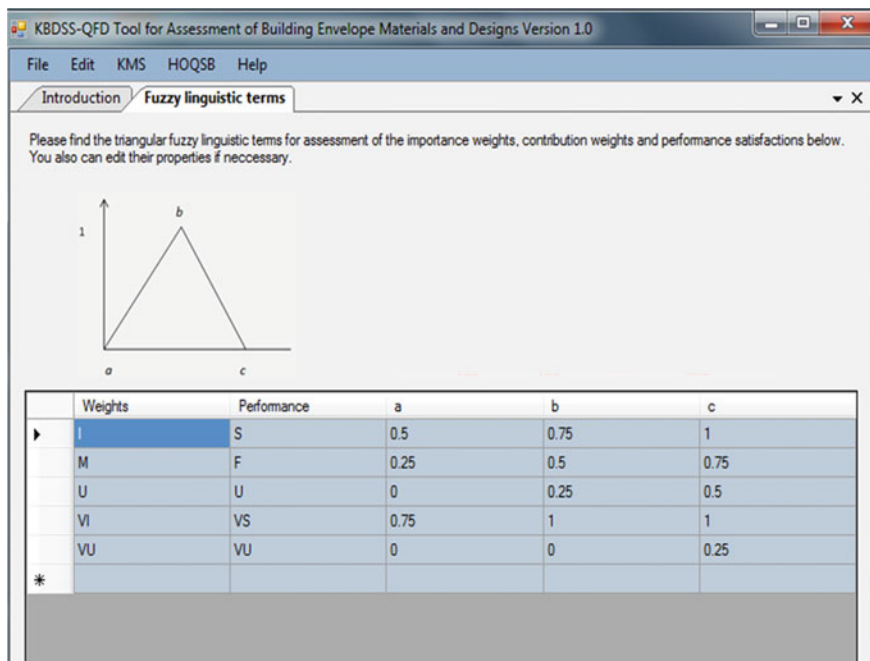 KBDSS-QFD Tool for Assessment of Building Envelope Materials and Designs Version 1.0
File Edit KMS HOQSB Help
Introduction Fuzzy linguistic terms
Please find the triangular fuzzy linguistic terms for assessment of the importance weights, contribution weights and performance satisfactions below.
You also can edit their properties if neccessary.
b
1
a c
Weights Performance a b c
I S 0.5 0.75 1
M F 0.25 0.5 0.75
U U 0 0.25 0.5
VI VS 0.75 1 1
VU VU 0 0 0.25